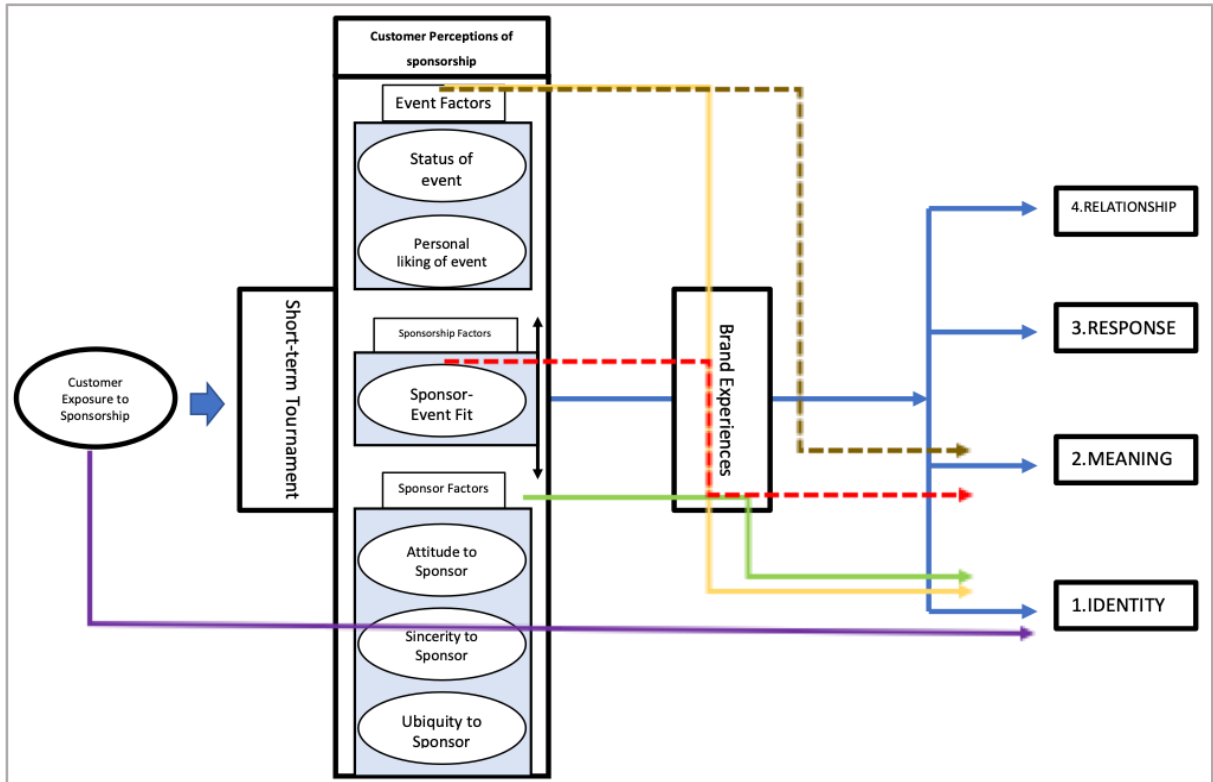 Customer Perceptions of
sponsorship
Event Factors
Status of
event
Personal
liking of event
Short-term Tournament
Customer
Exposure to
Sponsorship
Sponsorship Factors
Sponsor-
Event Fit
Sponsor Factors
Attitude to
Sponsor
Sincerity to
Sponsor
Ubiquity to
Sponsor
Brand Experiences
4.RELATIONSHIP
3.RESPONSE
2.MEANING
1.IDENTITY